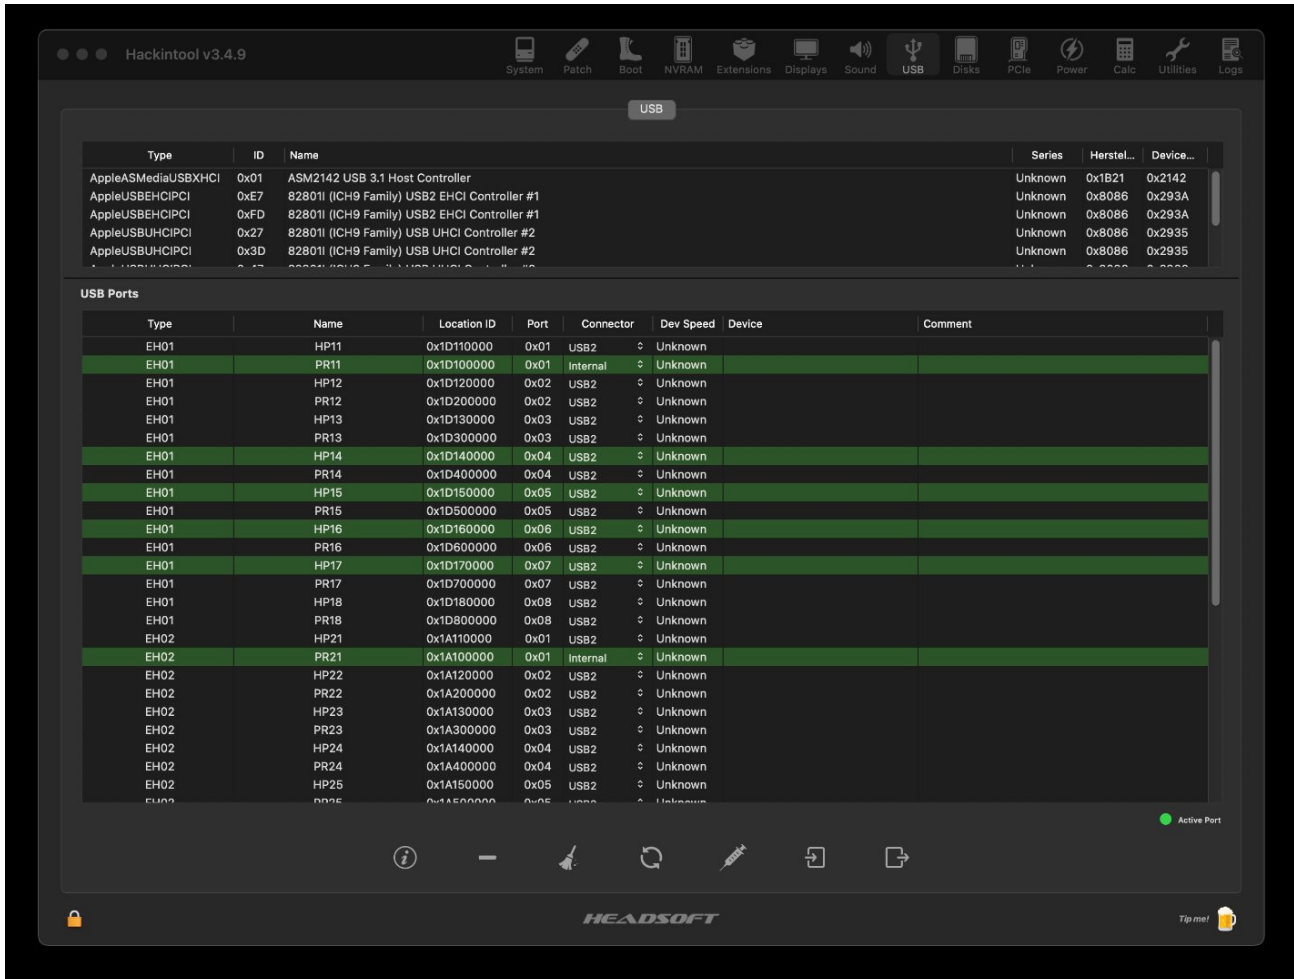 Hackintool v3.4.9
System Patch Boot NVRAM Extensions Displays Sound USB Disks PCIe Power Calc Utilities Logs
USB
Type ID Name Series Herstel... Device...
AppleASMediaUSBXHCI 0x01 ASM2142 USB 3.1 Host Controller Unknown 0x1B21 0x2142
AppleUSBEHCIPCI 0xE7 82801I (ICH9 Family) USB2 EHCI Controller #1 Unknown 0x8086 0x293A
AppleUSBEHCIPCI 0xFD 82801I (ICH9 Family) USB2 EHCI Controller #1 Unknown 0x8086 0x293A
AppleUSBUHCIPCI 0x27 82801I (ICH9 Family) USB UHCI Controller #2 Unknown 0x8086 0x2935
AppleUSBUHCIPCI 0x3D 82801I (ICH9 Family) USB UHCI Controller #2 Unknown 0x8086 0x2935
USB Ports
Type Name Location ID Port Connector Dev Speed Device Comment
EH01 HP11 0x1D110000 0x01 USB2 Unknown
EH01 PR11 0x1D100000 0x01 Internal Unknown
EH01 HP12 0x1D120000 0x02 USB2 Unknown
EH01 PR12 0x1D200000 0x02 USB2 Unknown
EH01 HP13 0x1D130000 0x03 USB2 Unknown
EH01 PR13 0x1D300000 0x03 USB2 Unknown
EH01 HP14 0x1D140000 0x04 USB2 Unknown
EH01 PR14 0x1D400000 0x04 USB2 Unknown
EH01 HP15 0x1D150000 0x05 USB2 Unknown
EH01 PR15 0x1D500000 0x05 USB2 Unknown
EH01 HP16 0x1D160000 0x06 USB2 Unknown
EH01 PR16 0x1D600000 0x06 USB2 Unknown
EH01 HP17 0x1D170000 0x07 USB2 Unknown
EH01 PR17 0x1D700000 0x07 USB2 Unknown
EH01 HP18 0x1D180000 0x08 USB2 Unknown
EH01 PR18 0x1D800000 0x08 USB2 Unknown
EH02 HP21 0x1A110000 0x01 USB2 Unknown
EH02 PR21 0x1A100000 0x01 Internal Unknown
EH02 HP22 0x1A120000 0x02 USB2 Unknown
EH02 PR22 0x1A200000 0x02 USB2 Unknown
EH02 HP23 0x1A130000 0x03 USB2 Unknown
EH02 PR23 0x1A300000 0x03 USB2 Unknown
EH02 HP24 0x1A140000 0x04 USB2 Unknown
EH02 PR24 0x1A400000 0x04 USB2 Unknown
EH02 HP25 0x1A150000 0x05 USB2 Unknown
Active Port
HEADSOFT
Tip me!